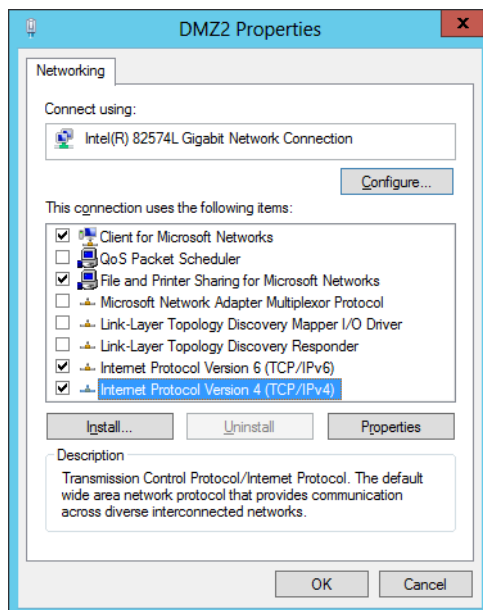 DMZ2 Properties
x
Networking
Connect using:
Intel(R) 82574L Gigabit Network Connection
Configure...
This connection uses the following items:
Client for Microsoft Networks
QoS Packet Scheduler
File and Printer Sharing for Microsoft Networks
Microsoft Network Adapter Multiplexor Protocol
Link-Layer Topology Discovery Mapper I/O Driver
Link-Layer Topology Discovery Responder
Internet Protocol Version 6 (TCP/IPv6)
Internet Protocol Version 4 (TCP/IPv4)
Install... Uninstall Properties
Description
Transmission Control Protocol/Internet Protocol. The default
wide area network protocol that provides communication
across diverse interconnected networks.
OK Cancel